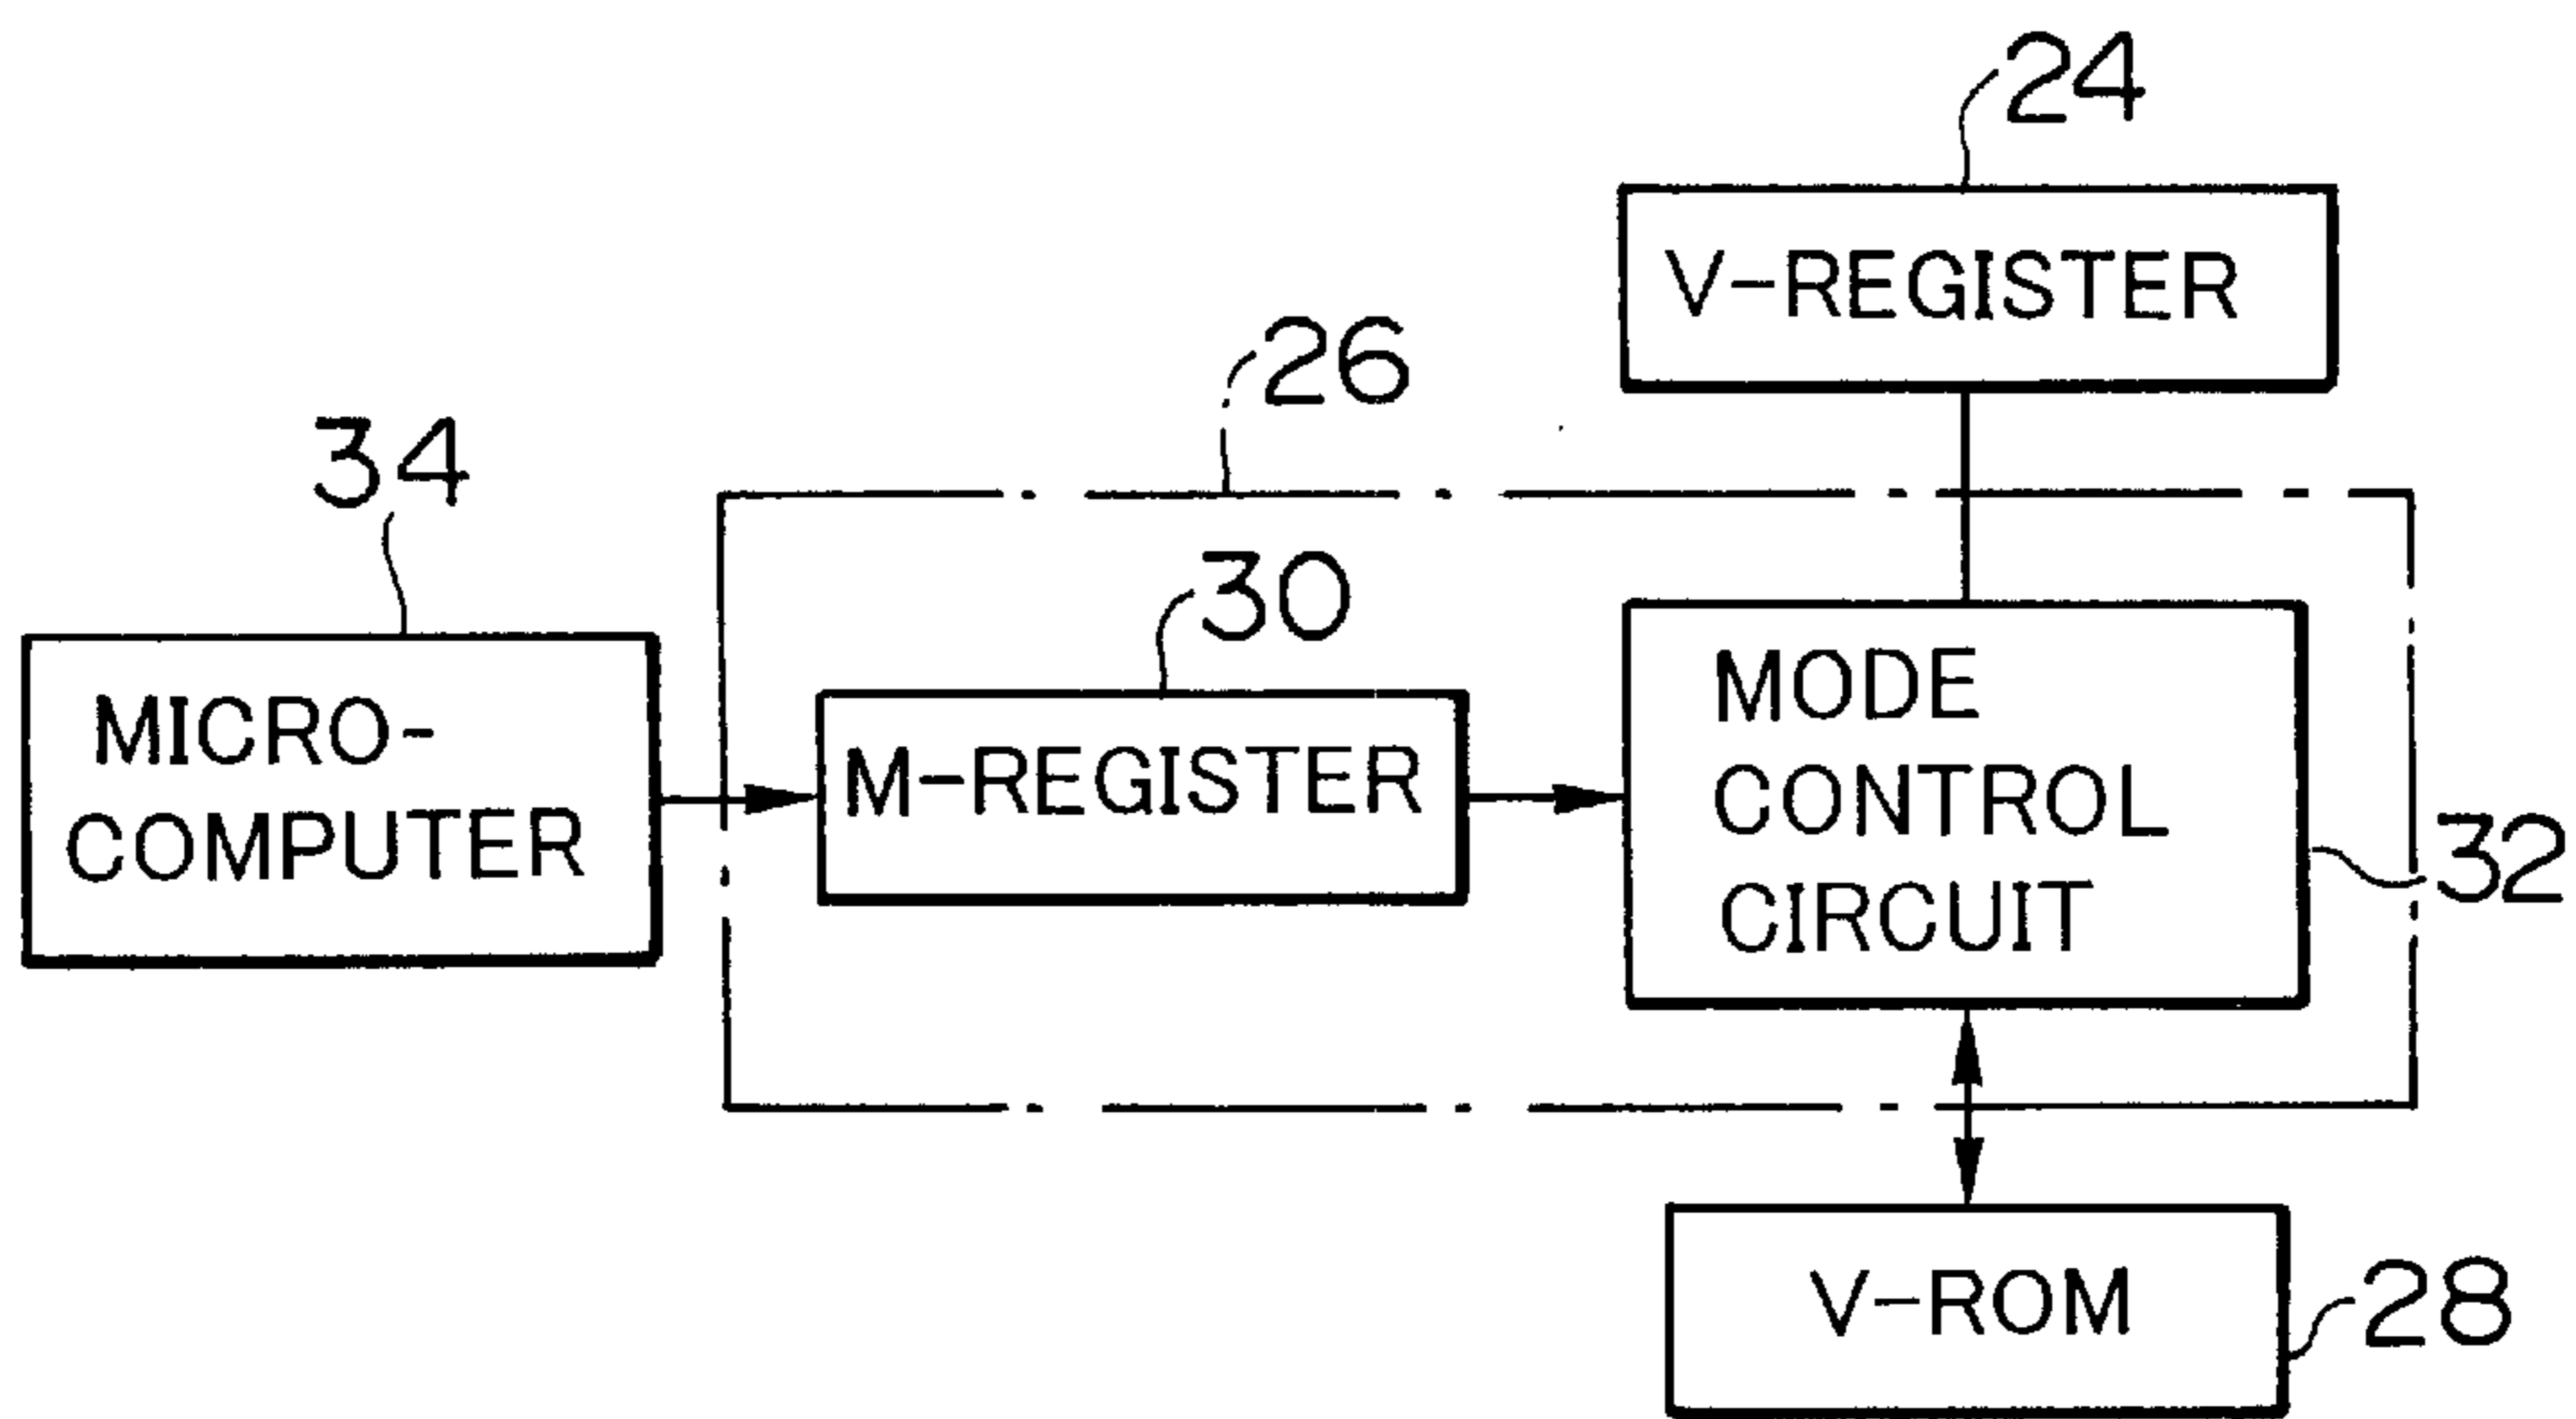 24
V-REGISTER
26
34
30
MICRO-
COMPUTER
M-REGISTER
MODE
CONTROL
CIRCUIT
32
V-ROM
28